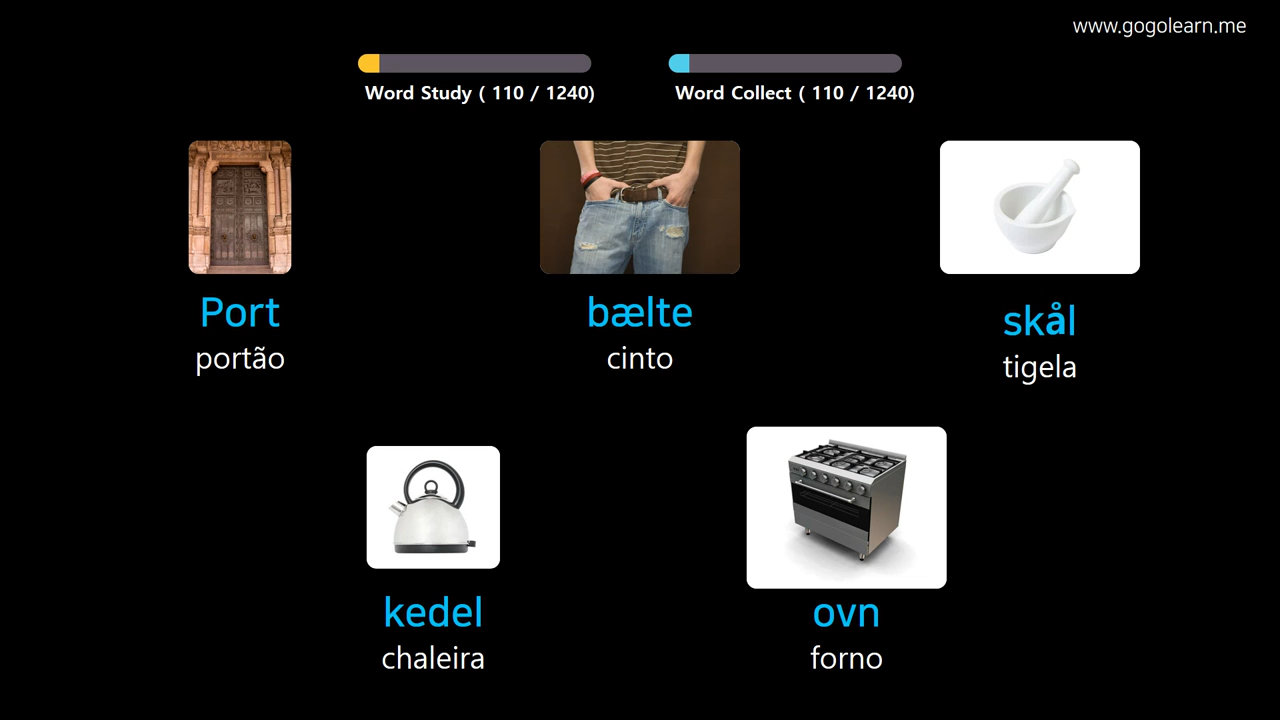 www.gogolearn.me
Word Study ( 110 / 1240)
Word Collect ( 110 / 1240)
Port
portão
bælte
cinto
skål
tigela
kedel
chaleira
ovn
forno